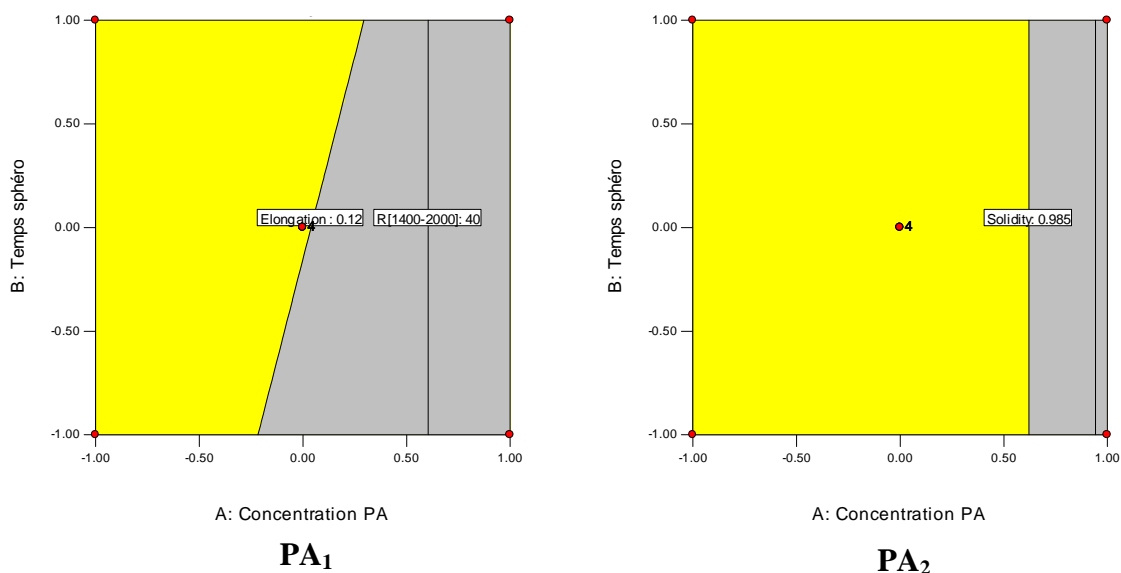 1.00
0.50
0.00
-0.50
-1.00
B: Temps sphéro
Elongation : 0.12
R[1400-2000]: 40
4
-1.00 -0.50 0.00 0.50 1.00
A: Concentration PA
PA₁
1.00
0.50
0.00
-0.50
-1.00
B: Temps sphéro
Solidity: 0.985
4
-1.00 -0.50 0.00 0.50 1.00
A: Concentration PA
PA₂